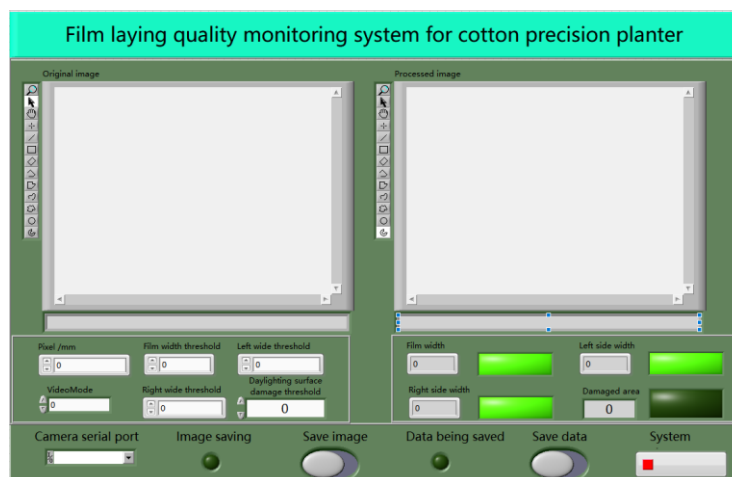 Film laying quality monitoring system for cotton precision planter
Original image
Processed image
Pixel /mm
Film width threshold
Left wide threshold
0
0
0
VideoMode
Right wide threshold
Daylighting surface
damage threshold
0
0
0
Film width
Left side width
0
0
Right side width
Damaged area
0
0
Camera serial port
Image saving
Save image
Data being saved
Save data
System